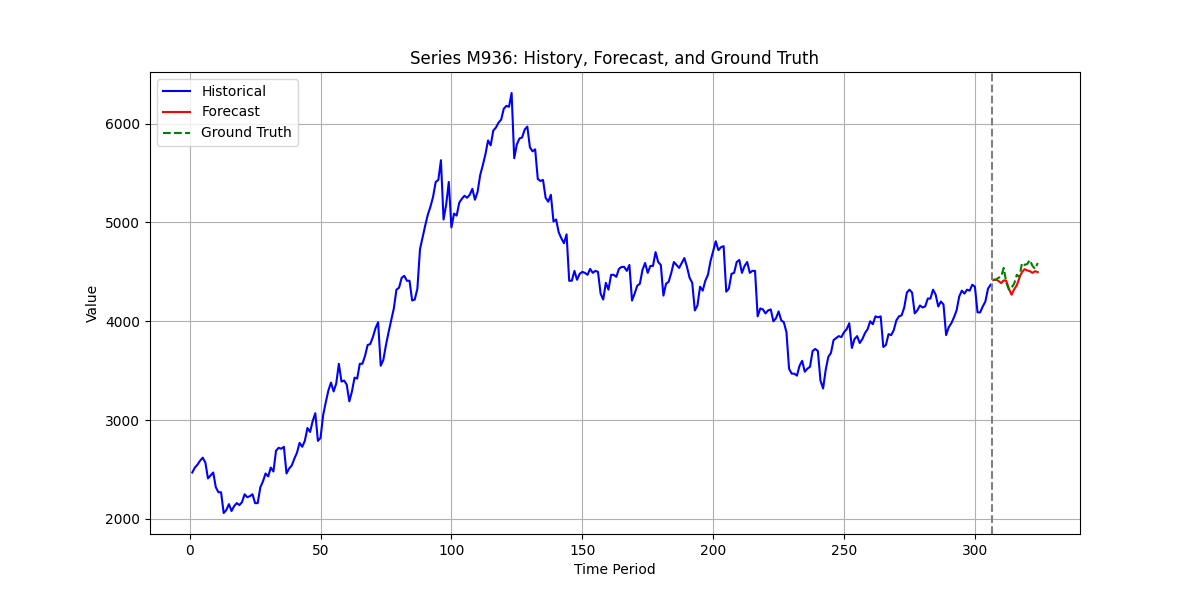 Series M936: History, Forecast, and Ground Truth
Historical
Forecast
Ground Truth
Value
6000
5000
4000
3000
2000
0 50 100 150 200 250 300
Time Period